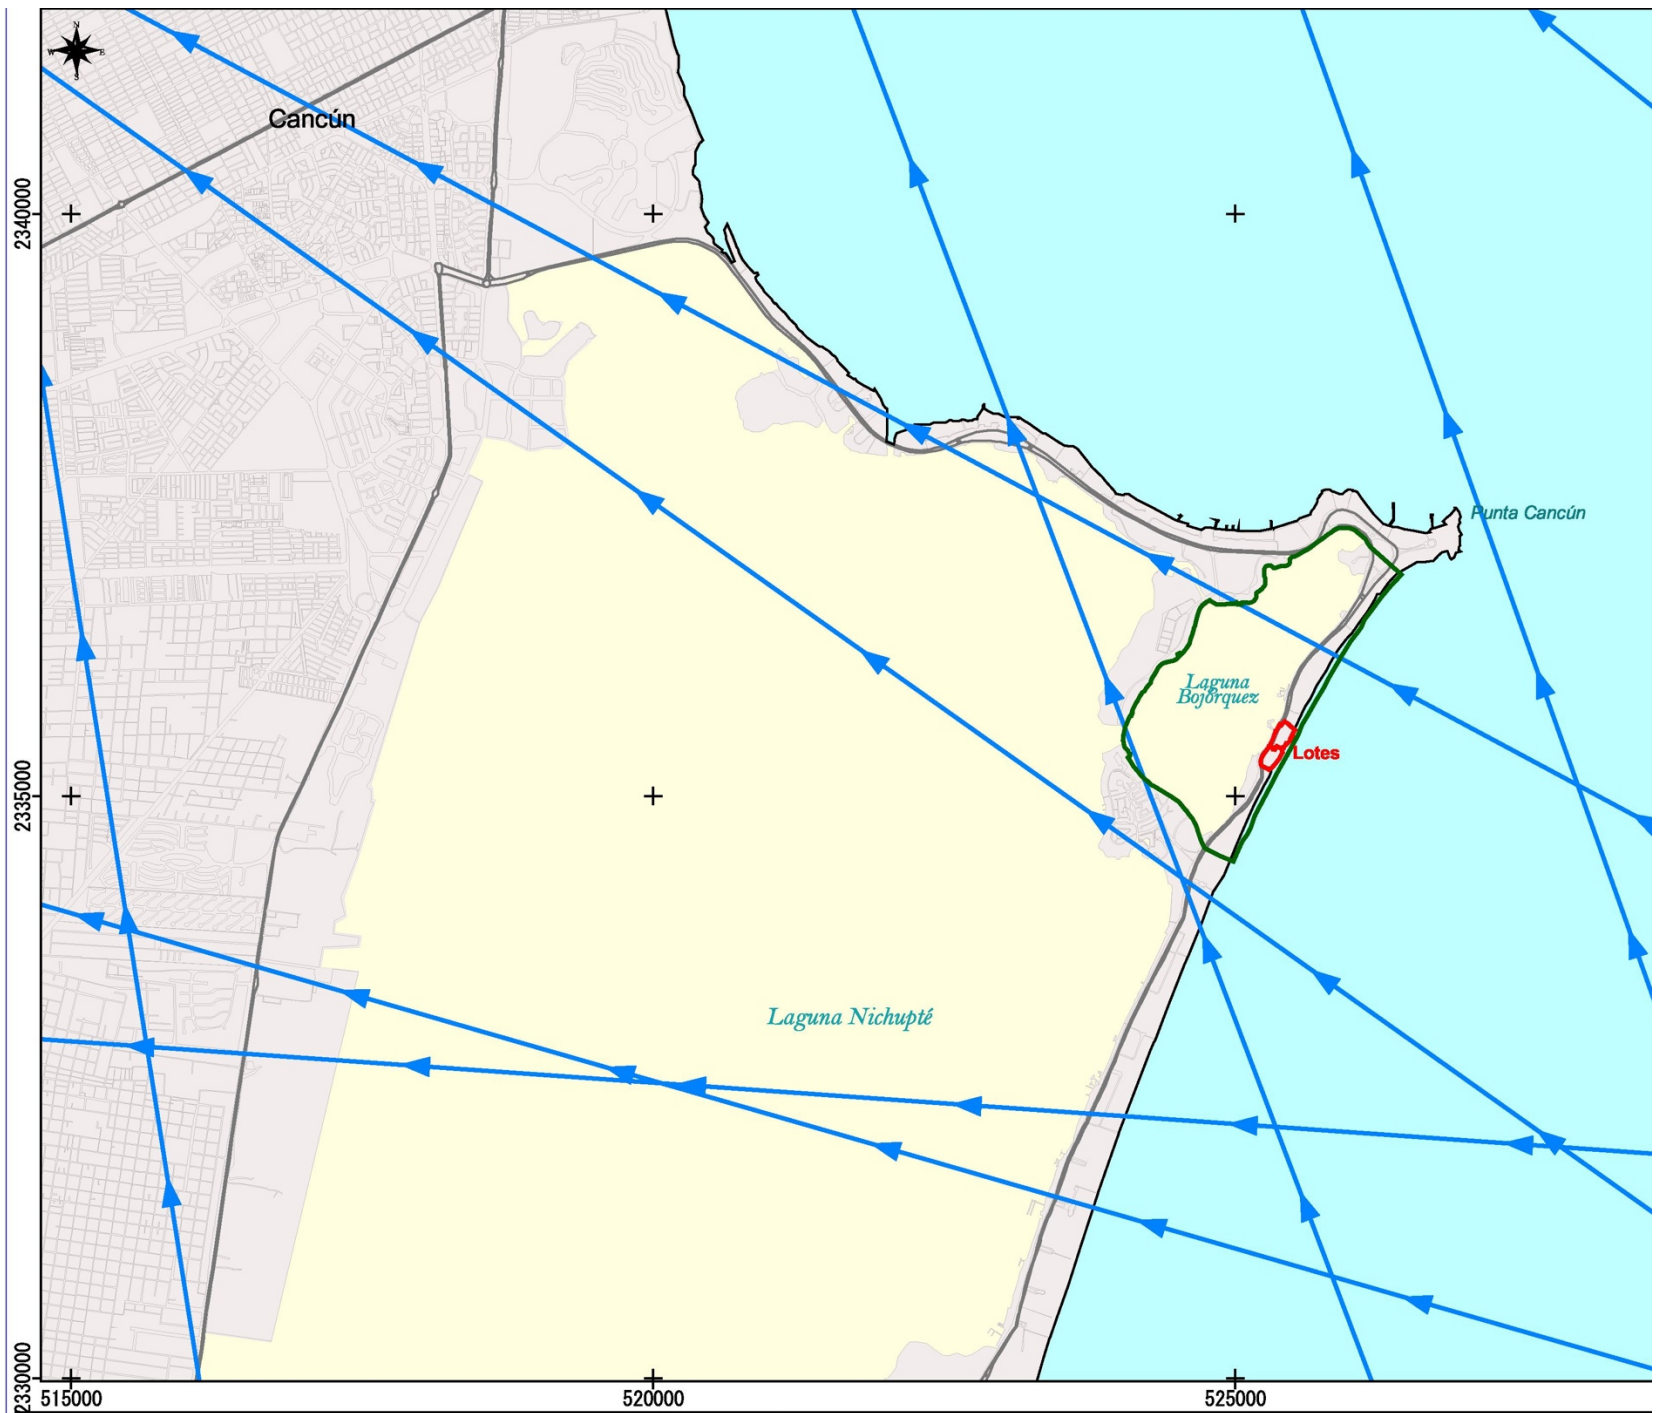 N
W E
S
Cancún
2340000
Punta Cancún
Laguna
Bojórquez
Lotes
2335000
Laguna Nichupté
2330000
515000
520000
525000